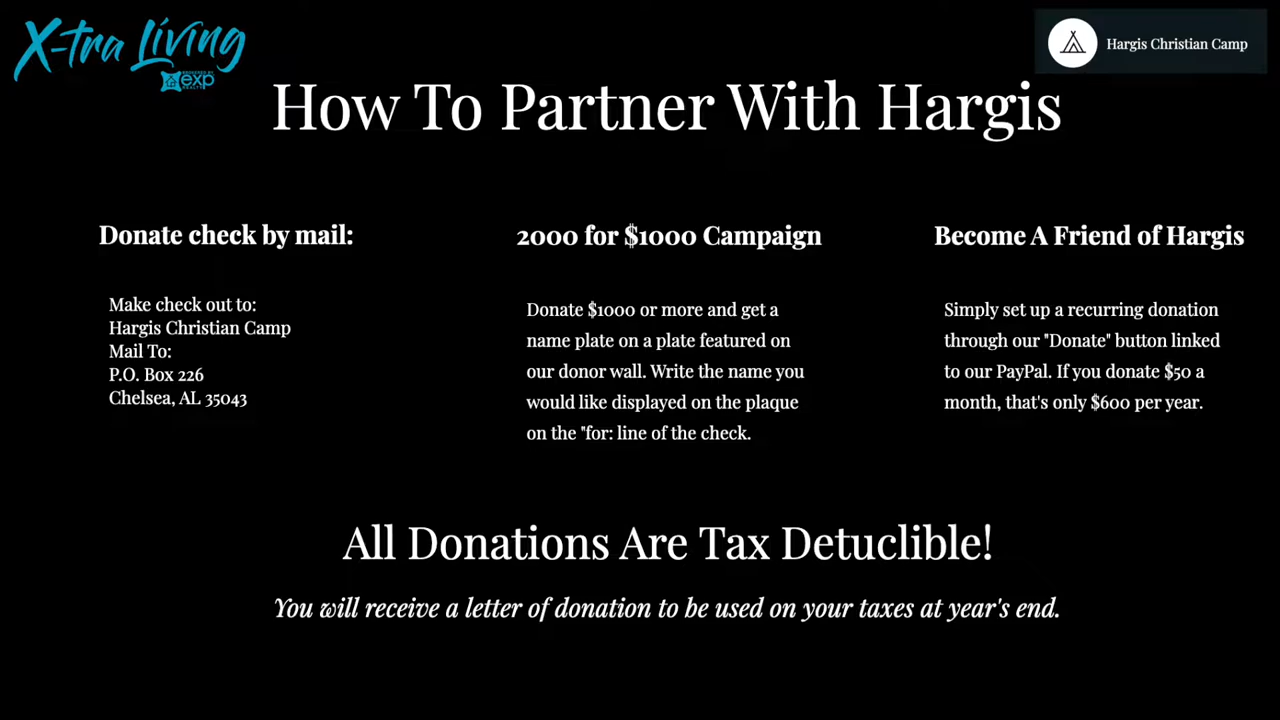 X-tra Living
exp
REALTY
Hargis Christian Camp
How To Partner With Hargis
Donate check by mail:
Make check out to:
Hargis Christian Camp
Mail To:
P.O. Box 226
Chelsea, AL 35043
2000 for $1000 Campaign
Donate $1000 or more and get a
name plate on a plate featured on
our donor wall. Write the name you
would like displayed on the plaque
on the "for: line of the check.
Become A Friend of Hargis
Simply set up a recurring donation
through our "Donate" button linked
to our PayPal. If you donate $50 a
month, that's only $600 per year.
All Donations Are Tax Detuclible!
You will receive a letter of donation to be used on your taxes at year's end.